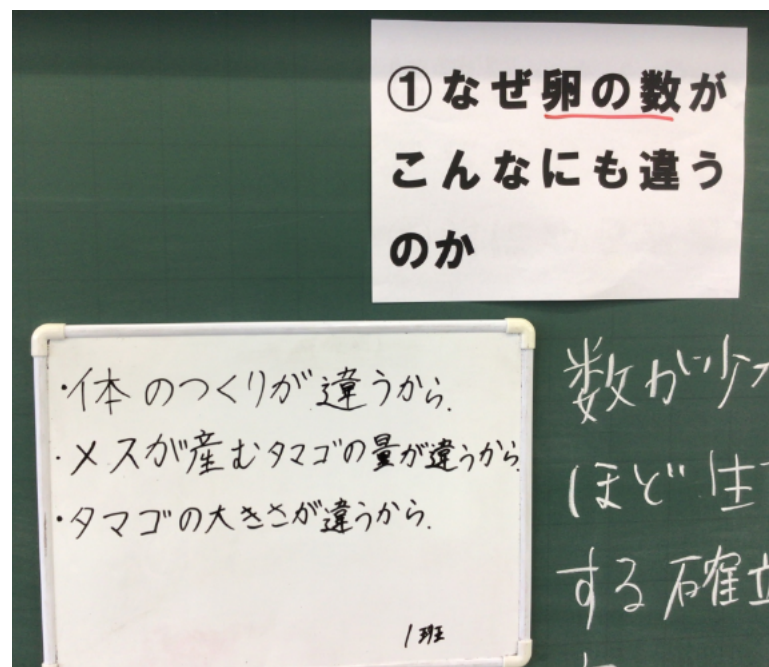 ①なぜ卵の数が
こんなにも違う
のか
・体のつくりが違うから.
・メスが産むタマゴの量が違うから
・タマゴの大きさが違うから.
1班
数が少
ほど生
する確立